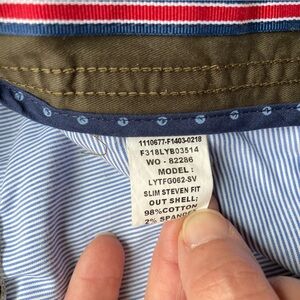 1110677-F1403-0218
F318LYB03514
WO - 82286
MODEL :
LYTFG062-SV
SLIM STEVEN FIT
OUT SHELL;
98%COTTON
2% SPANDEX